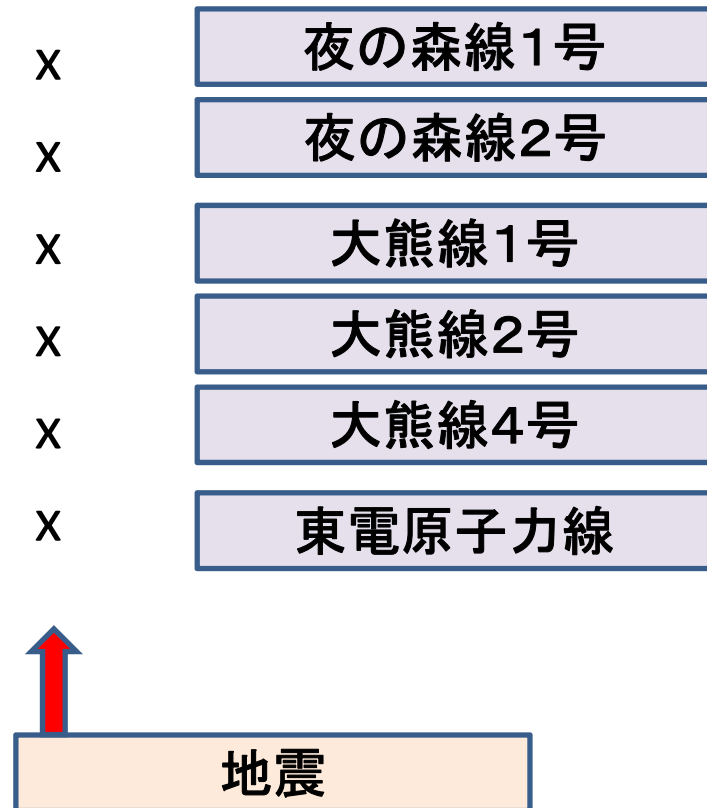 x 夜の森線1号
x 夜の森線2号
x 大熊線1号
x 大熊線2号
x 大熊線4号
x 東電原子力線
地震